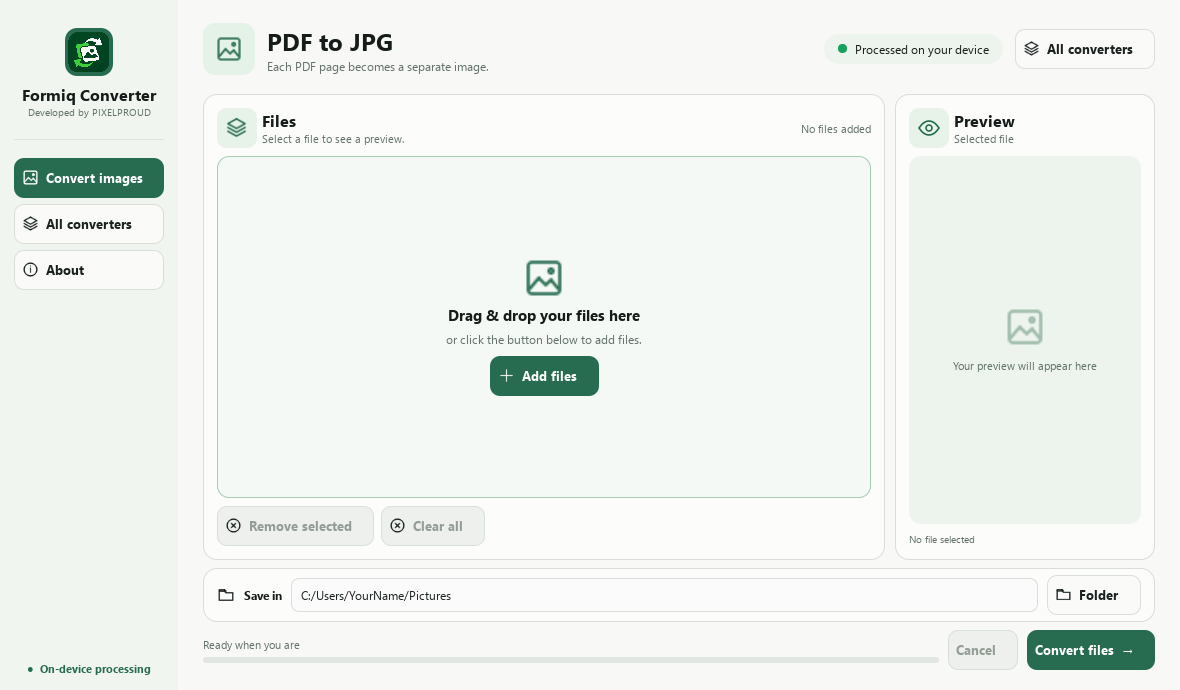 Formiq Converter
Developed by PIXELPROUD
Convert images
All converters
About
On-device processing
PDF to JPG
Each PDF page becomes a separate image.
Processed on your device
All converters
Files
Select a file to see a preview.
No files added
Drag & drop your files here
or click the button below to add files.
Add files
Remove selected
Clear all
Preview
Selected file
Your preview will appear here
No file selected
Save in
C:/Users/YourName/Pictures
Folder
Ready when you are
Cancel
Convert files →